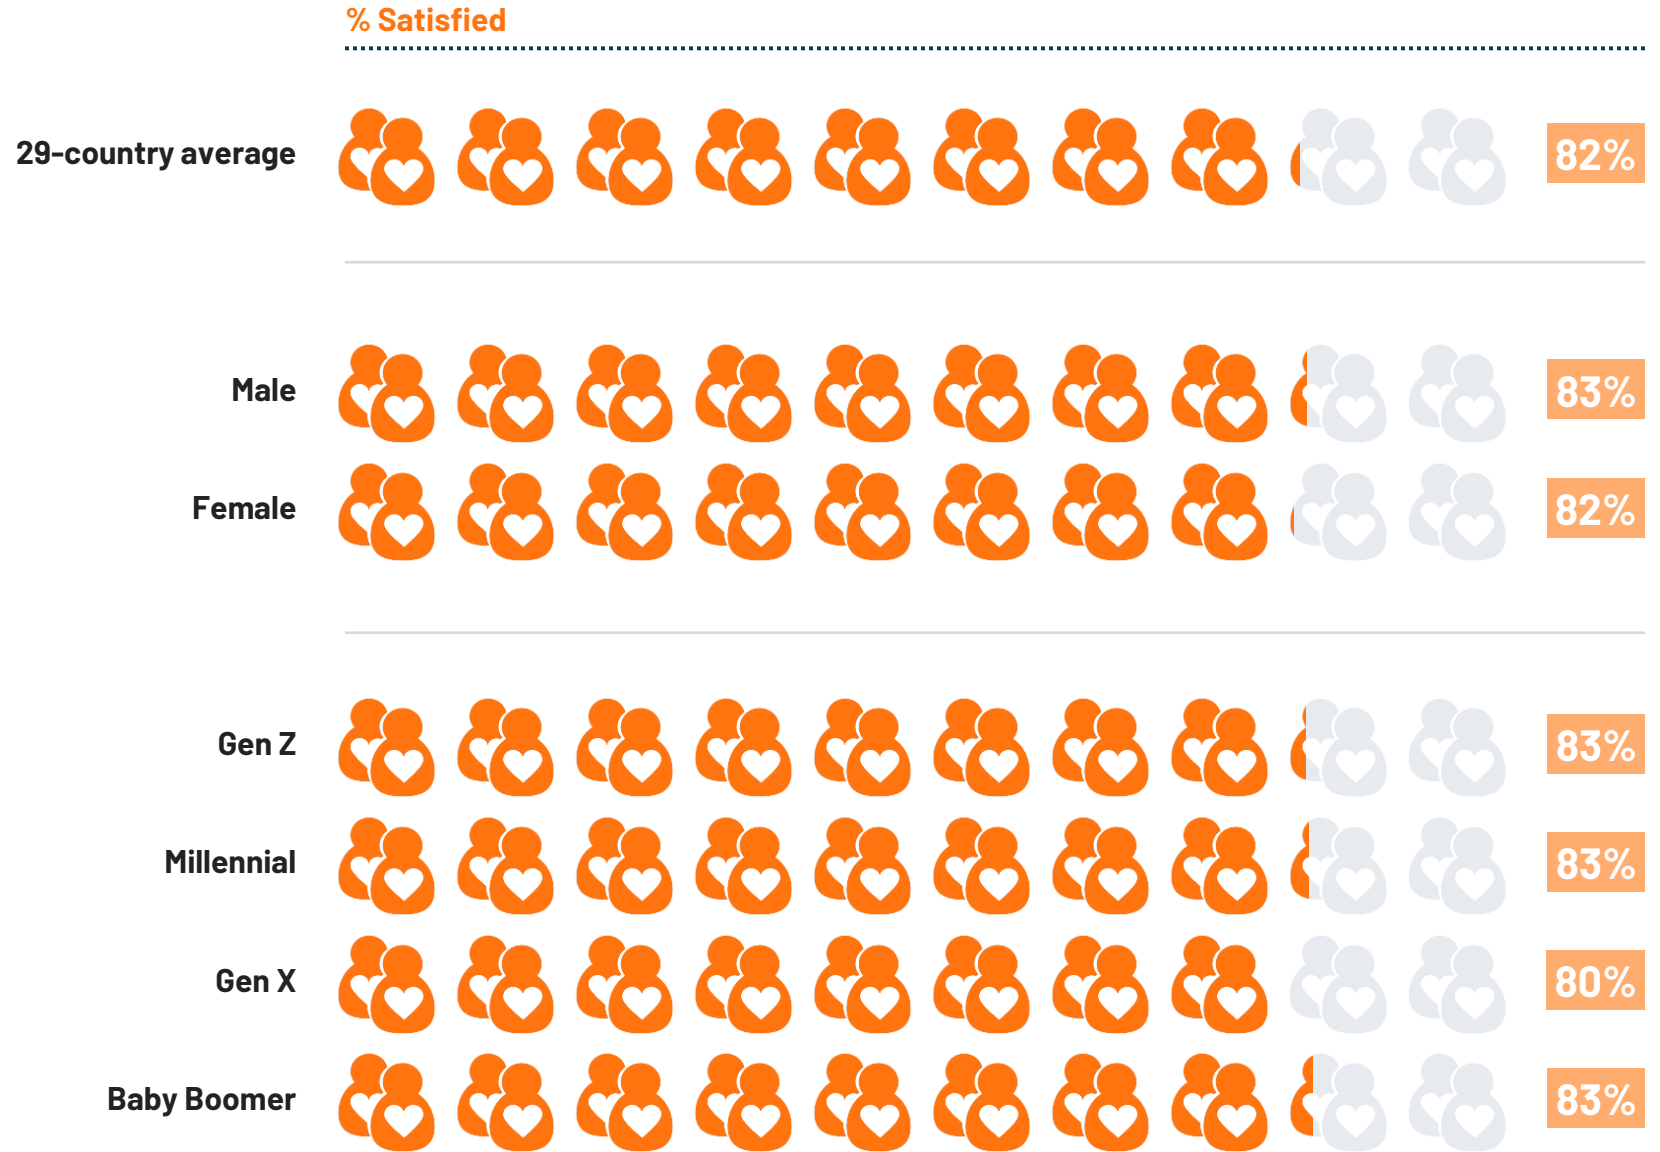 % Satisfied
29-country average 82%
Male 83%
Female 82%
Gen Z 83%
Millennial 83%
Gen X 80%
Baby Boomer 83%